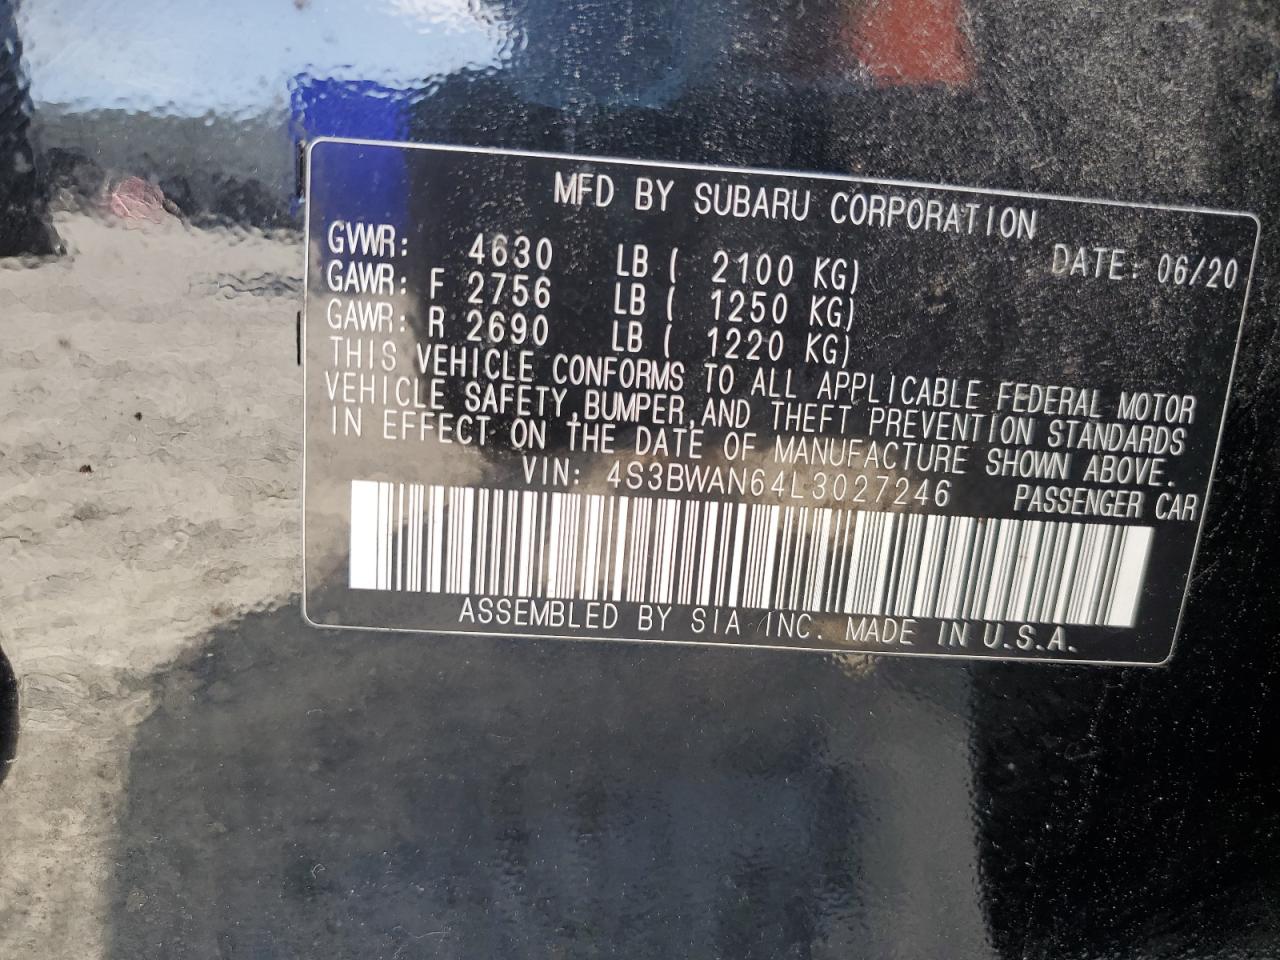 MFD BY SUBARU CORPORATION
DATE: 06/20
GVWR: 4630 LB ( 2100 KG)
GAWR: F 2756 LB ( 1250 KG)
GAWR: R 2690 LB ( 1220 KG)
THIS VEHICLE CONFORMS TO ALL APPLICABLE FEDERAL MOTOR
VEHICLE SAFETY,BUMPER,AND THEFT PREVENTION STANDARDS
IN EFFECT ON THE DATE OF MANUFACTURE SHOWN ABOVE.
VIN: 4S3BWAN64L3027246 PASSENGER CAR
ASSEMBLED BY SIA INC. MADE IN U.S.A.